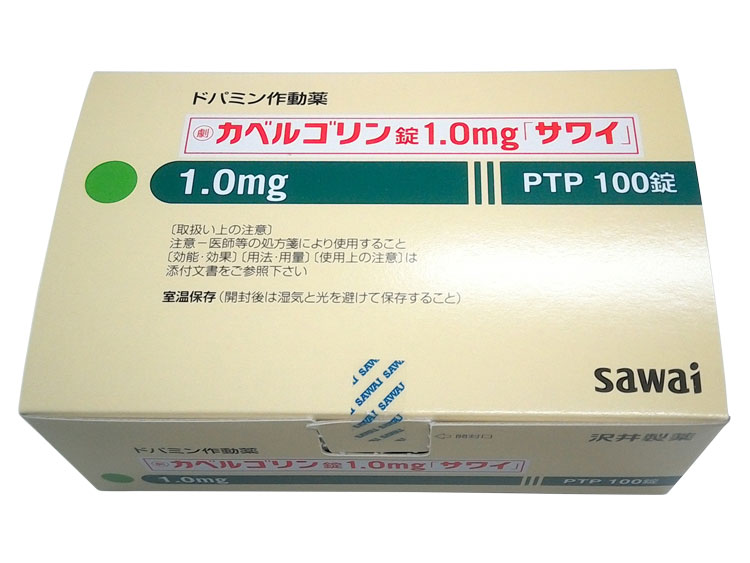 ドパミン作動薬
劇 カベルゴリン錠1.0mg「サワイ」
1.0mg PTP 100錠
〔取扱い上の注意〕
注意－医師等の処方箋により使用すること
〔効能・効果〕〔用法・用量〕〔使用上の注意〕は
添付文書をご参照下さい
室温保存（開封後は湿気と光を避けて保存すること）
sawai
SAWAI SAWAI
SAWAI SAWAI
開封口 沢井製薬
ドパミン作動薬
劇 カベルゴリン錠1.0mg「サワイ」
1.0mg PTP 100錠